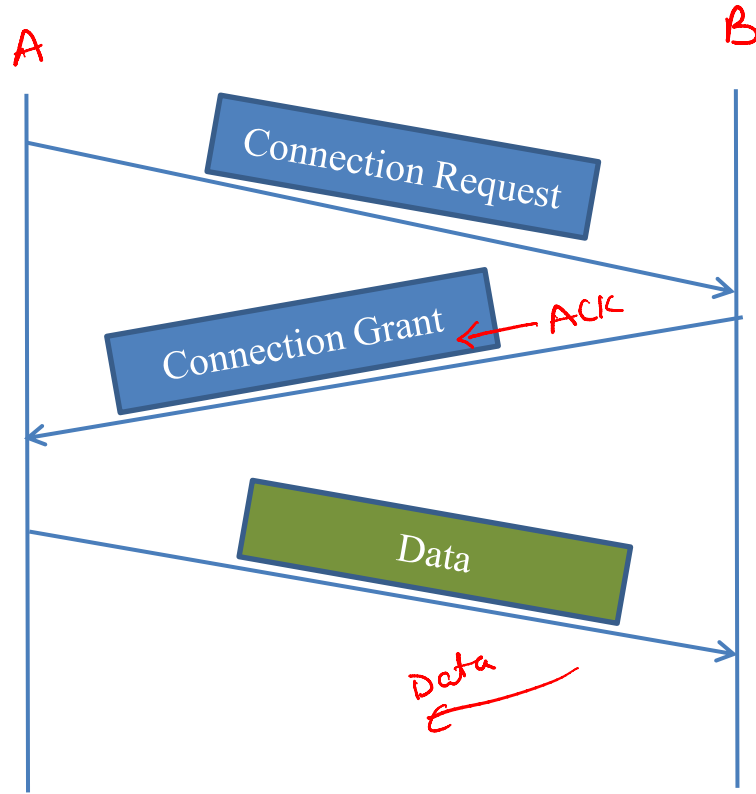 A
B
Connection Request
Connection Grant
ACK
Data
Data